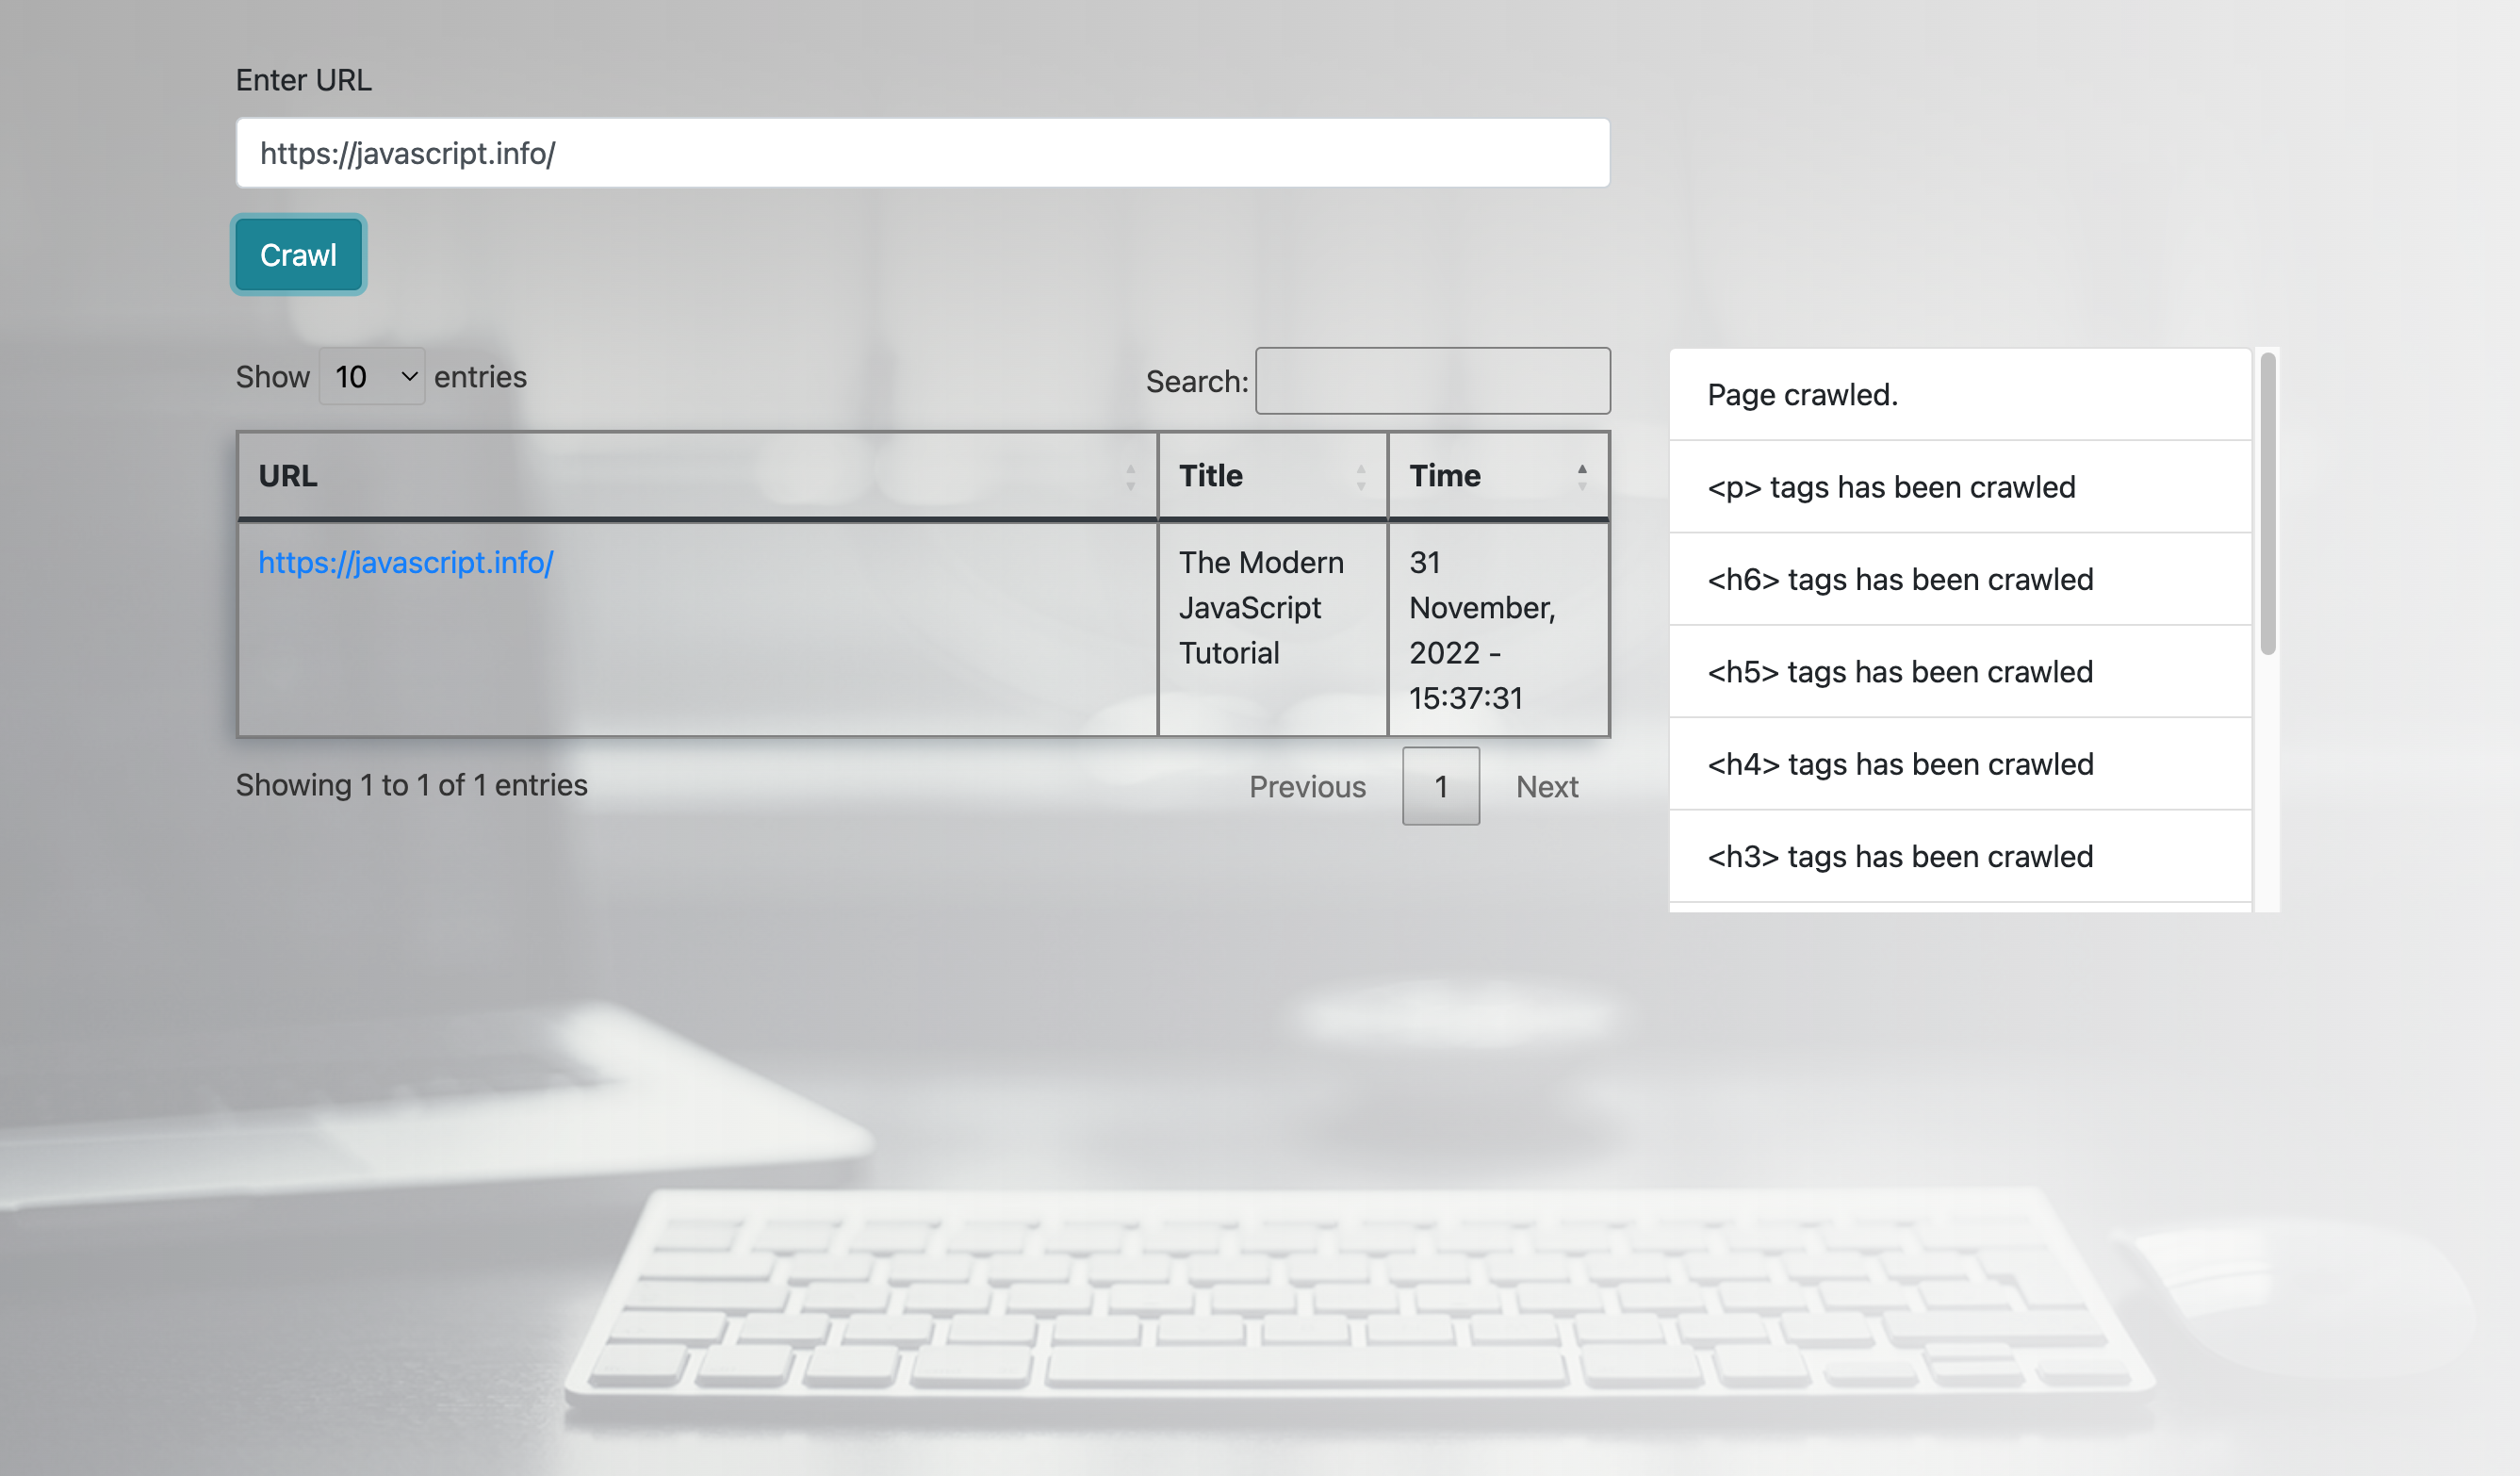 Enter URL
https://javascript.info/
Crawl
Show 10 entries
Search:
URL Title Time
https://javascript.info/
The Modern
JavaScript
Tutorial
31
November,
2022 -
15:37:31
Showing 1 to 1 of 1 entries
Previous 1 Next
Page crawled.
<p> tags has been crawled
<h6> tags has been crawled
<h5> tags has been crawled
<h4> tags has been crawled
<h3> tags has been crawled